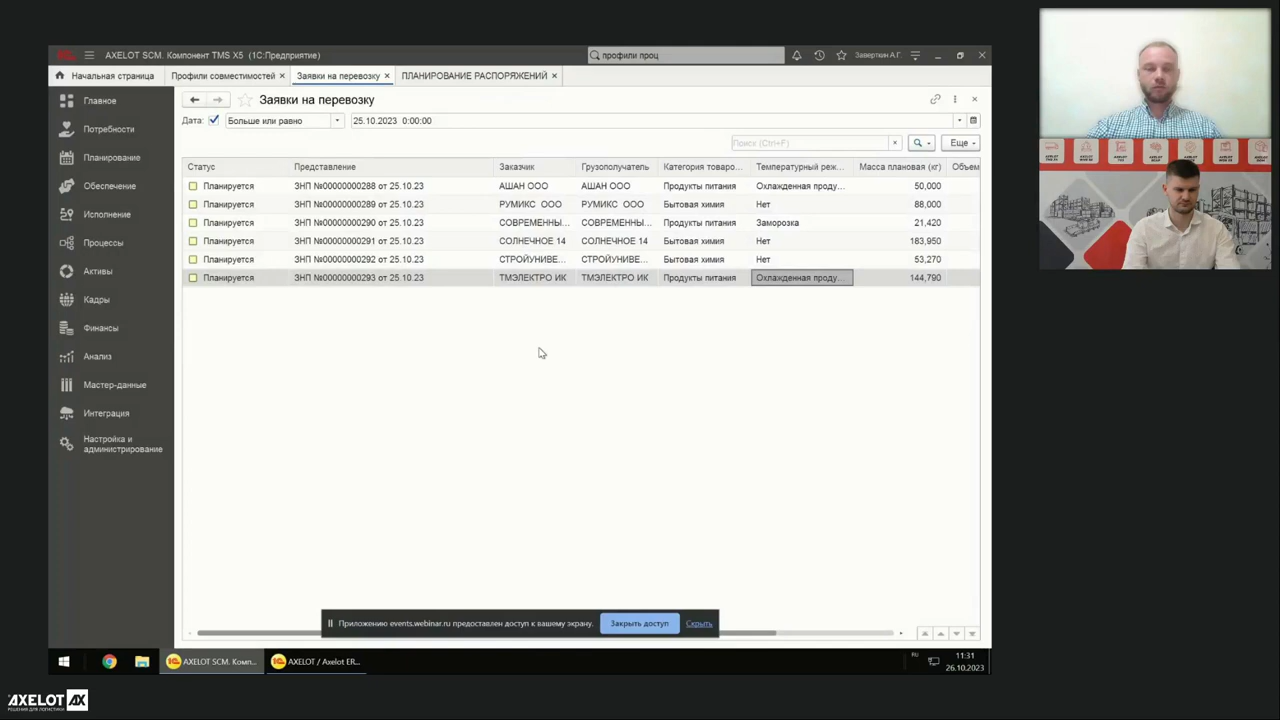 AXELOT SCM. Компонент TMS X5 (1С:Предприятие)
профили проц
Заверткин А.Г.
Начальная страница
Профили совместимостей
Заявки на перевозку
ПЛАНИРОВАНИЕ РАСПОРЯЖЕНИЙ
Главное
Потребности
Планирование
Обеспечение
Исполнение
Процессы
Активы
Кадры
Финансы
Анализ
Мастер-данные
Интеграция
Настройка и
администрирование
Заявки на перевозку
Дата: Больше или равно 25.10.2023 0:00:00
Поиск (Ctrl+F) Еще
Статус Представление Заказчик Грузополучатель Категория товаро... Температурный реж... Масса плановая (кг) Объем
Планируется ЗНП №00000000288 от 25.10.23 АШАН ООО АШАН ООО Продукты питания Охлажденная проду... 50,000
Планируется ЗНП №00000000289 от 25.10.23 РУМИКС ООО РУМИКС ООО Бытовая химия Нет 88,000
Планируется ЗНП №00000000290 от 25.10.23 СОВРЕМЕННЫ... СОВРЕМЕННЫ... Продукты питания Заморозка 21,420
Планируется ЗНП №00000000291 от 25.10.23 СОЛНЕЧНОЕ 14 СОЛНЕЧНОЕ 14 Бытовая химия Нет 183,950
Планируется ЗНП №00000000292 от 25.10.23 СТРОЙУНИВЕ... СТРОЙУНИВЕ... Бытовая химия Нет 53,270
Планируется ЗНП №00000000293 от 25.10.23 ТМЭЛЕКТРО ИК ТМЭЛЕКТРО ИК Продукты питания Охлажденная проду... 144,790
Приложению events.webinar.ru предоставлен доступ к вашему экрану. Закрыть доступ Скрыть
AXELOT SCM. Комп...
AXELOT / Axelot ER...
RU
11:31
26.10.2023
AXELOT AX
РЕШЕНИЯ ДЛЯ ЛОГИСТИКИ